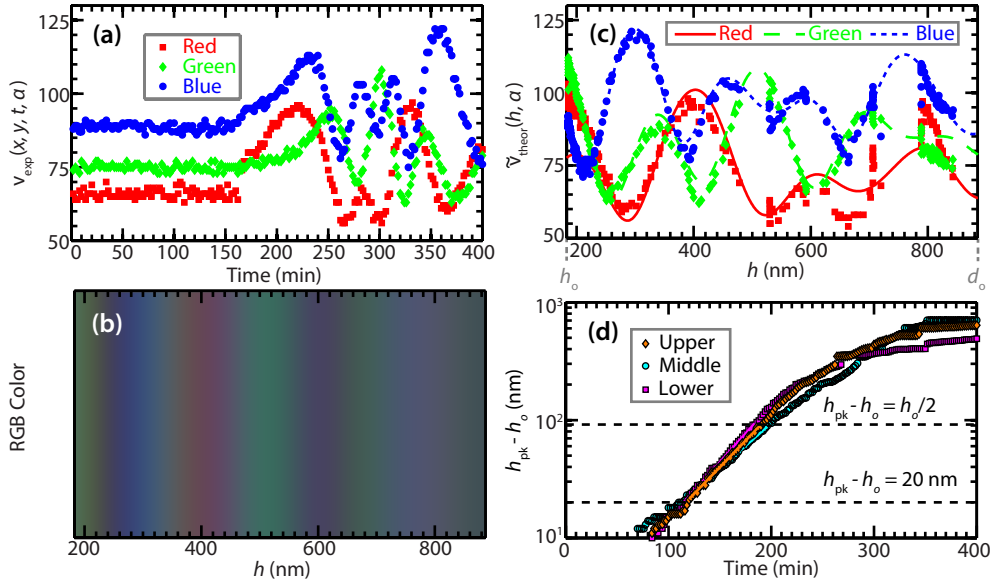 (a)
Red
Green
Blue
125
100
75
50
v_exp (x, y, t, α)
0 50 100 150 200 250 300 350 400
Time (min)
(c)
Red Green Blue
125
100
75
50
ṽ_theor (h, α)
200 400 600 800
h (nm)
h_o d_o
(b)
RGB Color
200 300 400 500 600 700 800
h (nm)
(d)
Upper
Middle
Lower
10^3
10^2
10^1
h_pk - h_o (nm)
h_pk - h_o = h_o/2
h_pk - h_o = 20 nm
0 100 200 300 400
Time (min)